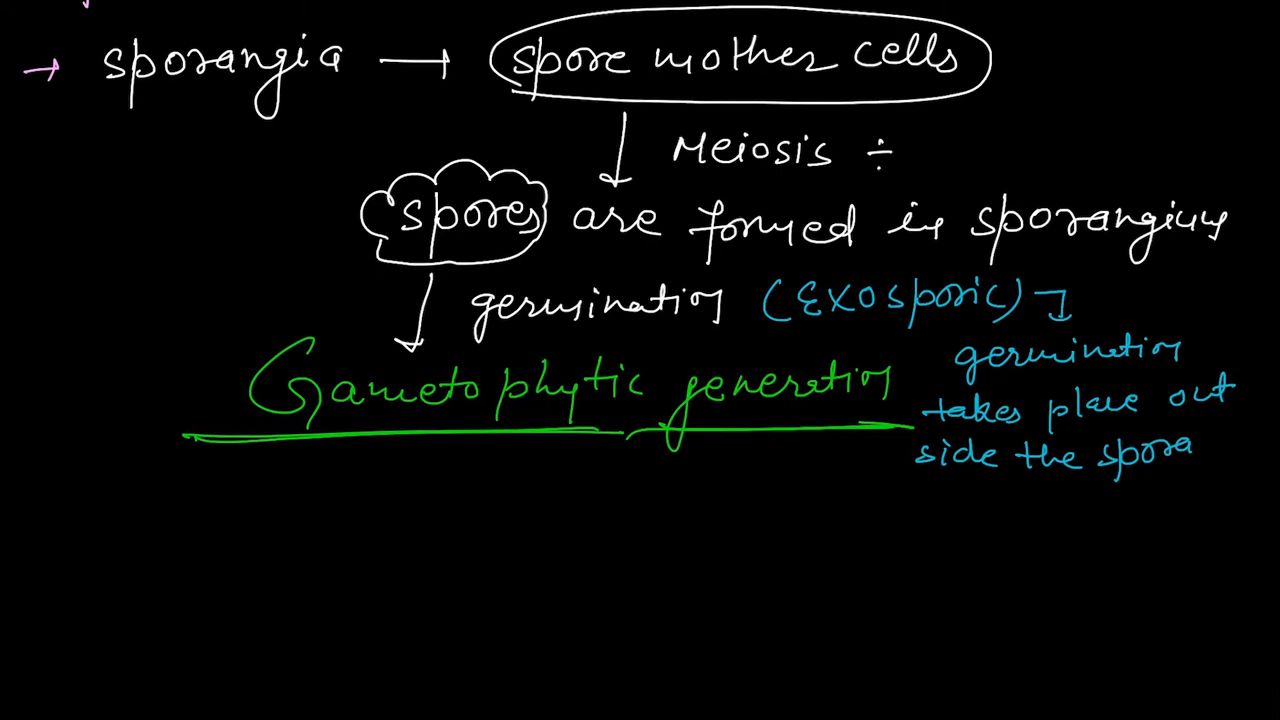 → sporangia → spore mother cells
Meiosis ÷
spores are formed in sporangium
germination (Exosporic)
germination
Gametophytic generation
takes place out
side the spora